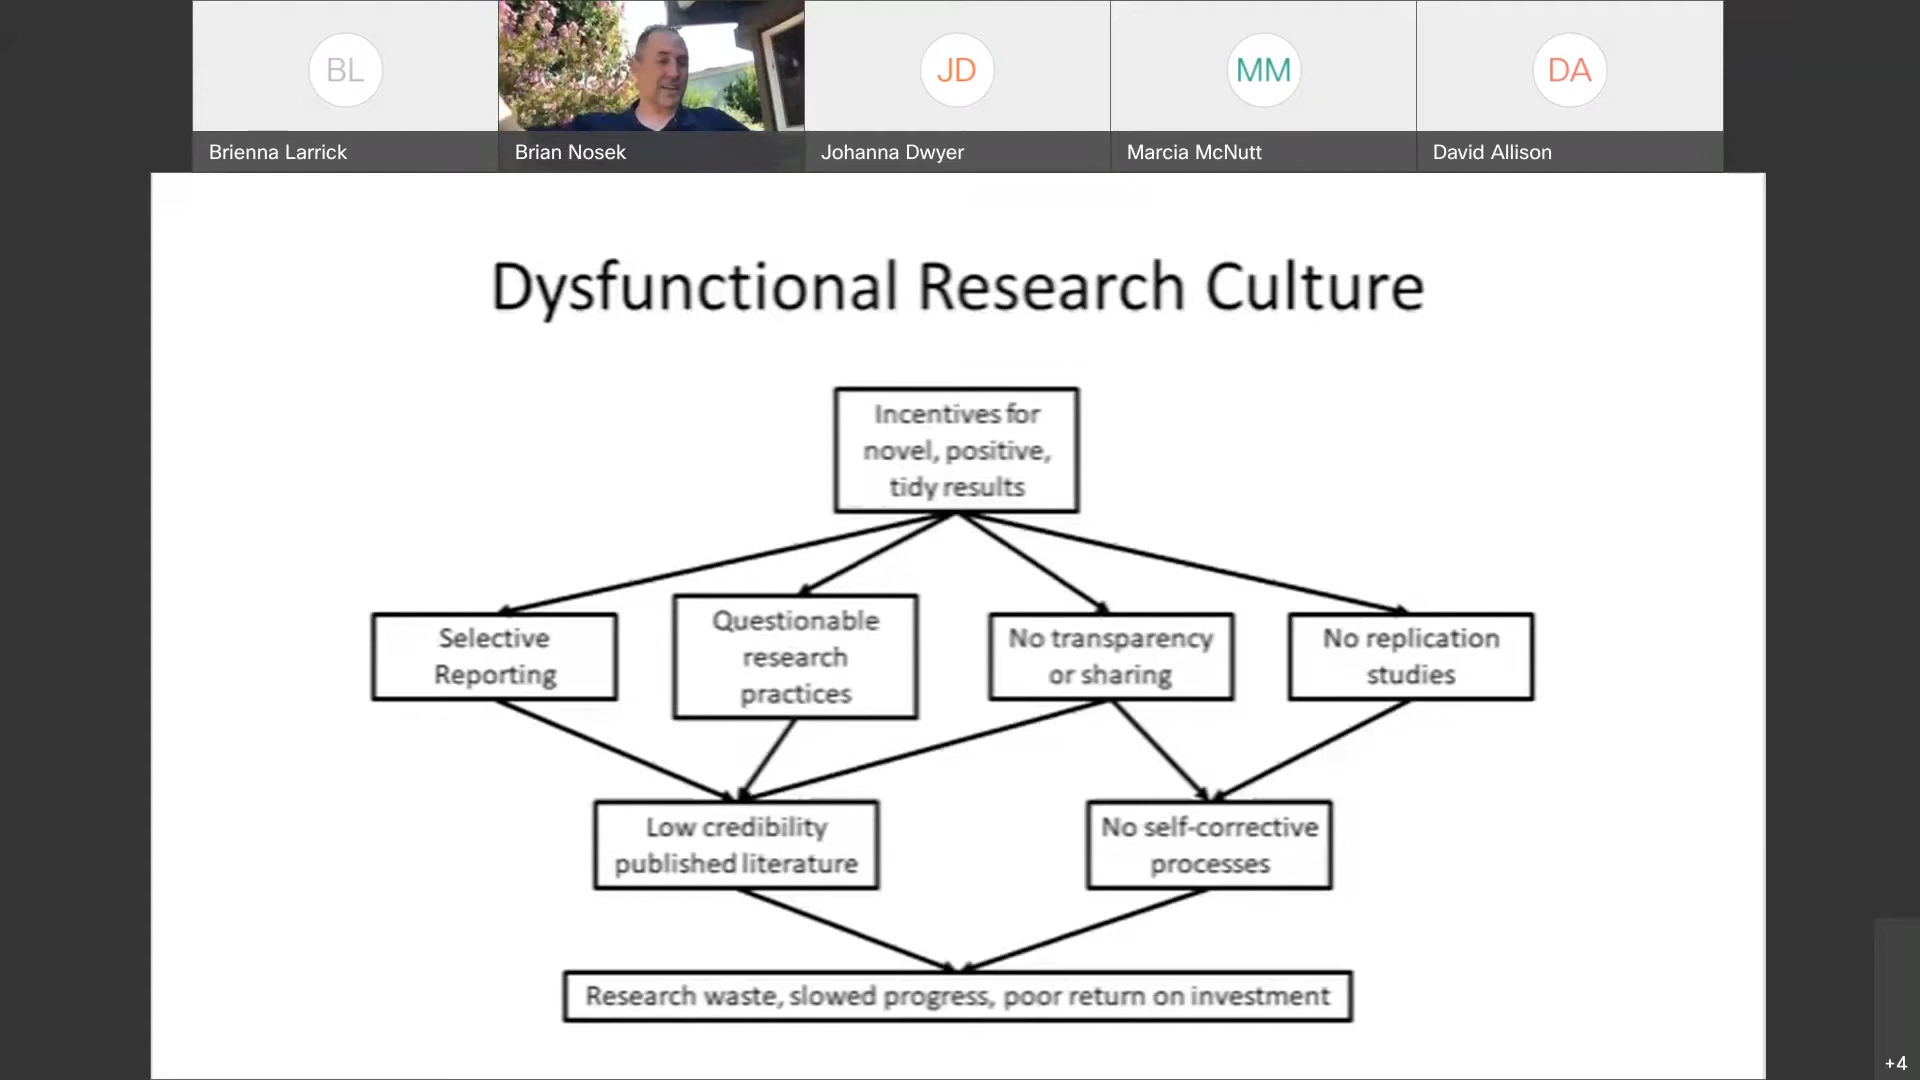 BL
JD
MM
DA
Brienna Larrick
Brian Nosek
Johanna Dwyer
Marcia McNutt
David Allison
Dysfunctional Research Culture
Incentives for
novel, positive,
tidy results
Selective
Reporting
Questionable
research
practices
No transparency
or sharing
No replication
studies
Low credibility
published literature
No self-corrective
processes
Research waste, slowed progress, poor return on investment
+4